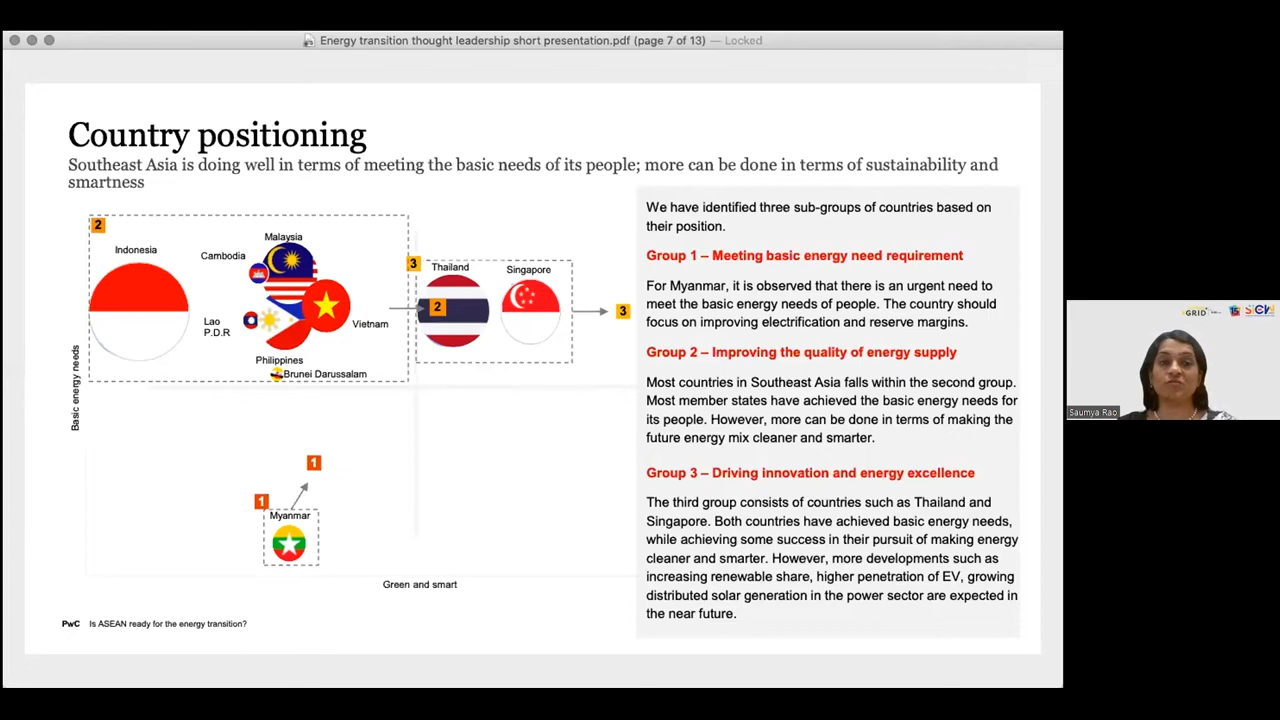 Energy transition thought leadership short presentation.pdf (page 7 of 13) — Locked
Country positioning
Southeast Asia is doing well in terms of meeting the basic needs of its people; more can be done in terms of sustainability and
smartness
2
Indonesia
Cambodia
Malaysia
Lao
P.D.R
Vietnam
Philippines
Brunei Darussalam
3
Thailand
Singapore
2
3
Basic energy needs
1
1
Myanmar
Green and smart
We have identified three sub-groups of countries based on
their position.
Group 1 – Meeting basic energy need requirement
For Myanmar, it is observed that there is an urgent need to
meet the basic energy needs of people. The country should
focus on improving electrification and reserve margins.
Group 2 – Improving the quality of energy supply
Most countries in Southeast Asia falls within the second group.
Most member states have achieved the basic energy needs for
its people. However, more can be done in terms of making the
future energy mix cleaner and smarter.
Group 3 – Driving innovation and energy excellence
The third group consists of countries such as Thailand and
Singapore. Both countries have achieved basic energy needs,
while achieving some success in their pursuit of making energy
cleaner and smarter. However, more developments such as
increasing renewable share, higher penetration of EV, growing
distributed solar generation in the power sector are expected in
the near future.
PwC Is ASEAN ready for the energy transition?
GRID
Saumya Rao